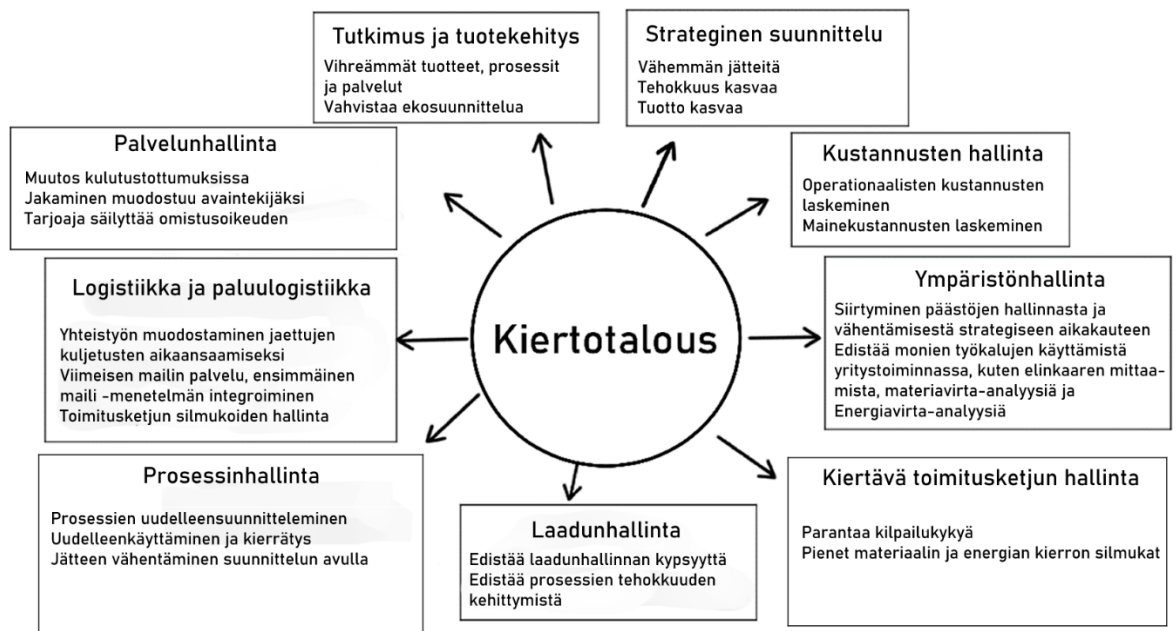 Tutkimus ja tuotekehitys
Vihreämmät tuotteet, prosessit
ja palvelut
Vahvistaa ekosuunnittelua
Strateginen suunnittelu
Vähemmän jätteitä
Tehokkuus kasvaa
Tuotto kasvaa
Palvelunhallinta
Muutos kulutustottumuksissa
Jakaminen muodostuu avaintekijäksi
Tarjoaja säilyttää omistusoikeuden
Kustannusten hallinta
Operationaalisten kustannusten
laskeminen
Mainekustannusten laskeminen
Logistiikka ja paluulogistiikka
Yhteistyön muodostaminen jaettujen
kuljetusten aikaansaamiseksi
Viimeisen mailin palvelu, ensimmäinen
maili -menetelmän integroiminen
Toimitusketjun silmukoiden hallinta
Kiertotalous
Ympäristönhallinta
Siirtyminen päästöjen hallinnasta ja
vähentämisestä strategiseen aikakauteen
Edistää monien työkalujen käyttämistä
yritystoiminnassa, kuten elinkaaren mittaa-
mista, materiavirta-analyysiä ja
Energiavirta-analyysiä
Prosessinhallinta
Prosessien uudelleensuunnitteleminen
Uudelleenkäyttäminen ja kierrätys
Jätteen vähentäminen suunnittelun avulla
Laadunhallinta
Edistää laadunhallinnan kypsyyttä
Edistää prosessien tehokkuuden
kehittymistä
Kiertävä toimitusketjun hallinta
Parantaa kilpailukykyä
Pienet materiaalin ja energian kierron silmukat